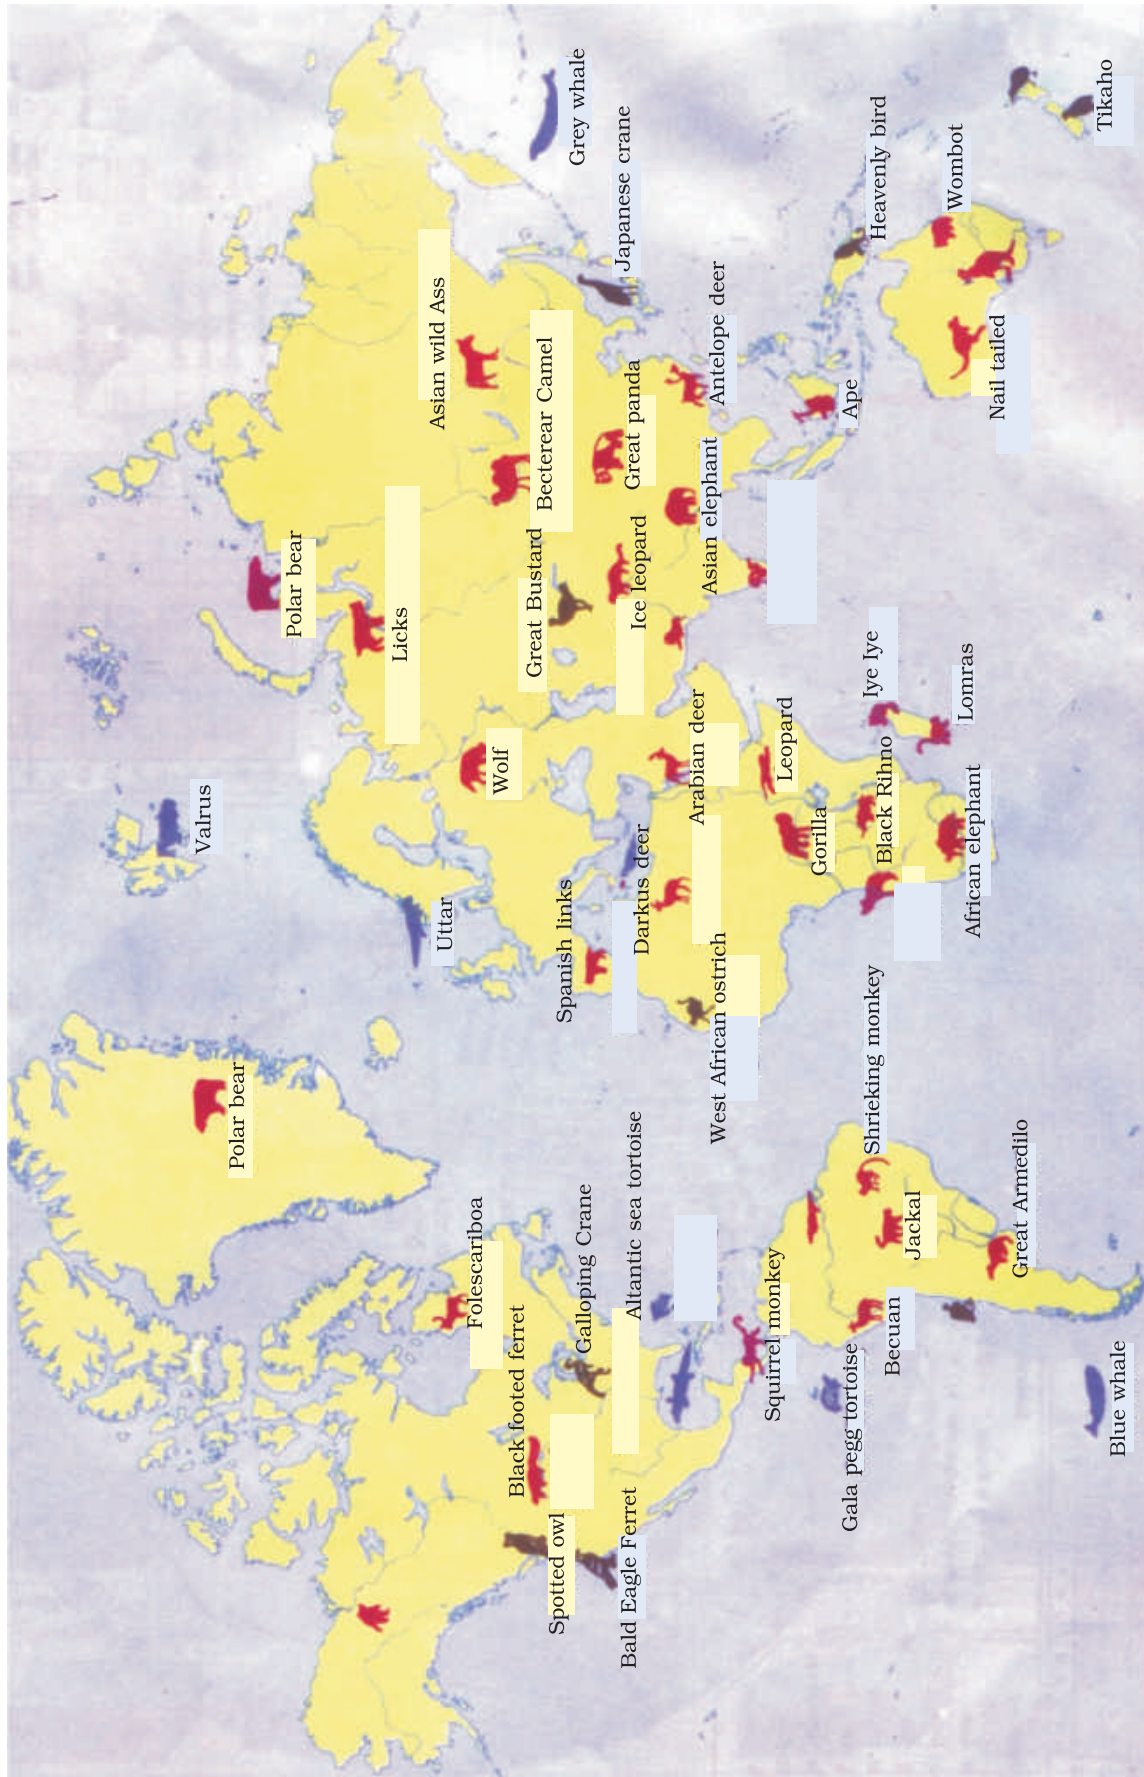 Valrus
Polar bear
Polar bear
Uttar
Licks
Asian wild Ass
Wolf
Folescariboa
Black footed ferret
Spotted owl
Galloping Crane
Bald Eagle Ferret
Altantic sea tortoise
Spanish links
Great Bustard
Becterear Camel
Grey whale
Japanese crane
Darkus deer
Ice leopard
Great panda
West African ostrich
Arabian deer
Asian elephant
Antelope deer
Squirrel monkey
Leopard
Gorilla
Ape
Heavenly bird
Gala pegg tortoise
Becuan
Shrieking monkey
Jackal
Black Rihno
Iye Iye
Lomras
African elephant
Wombot
Nail tailed
Great Armedilo
Blue whale
Tikaho